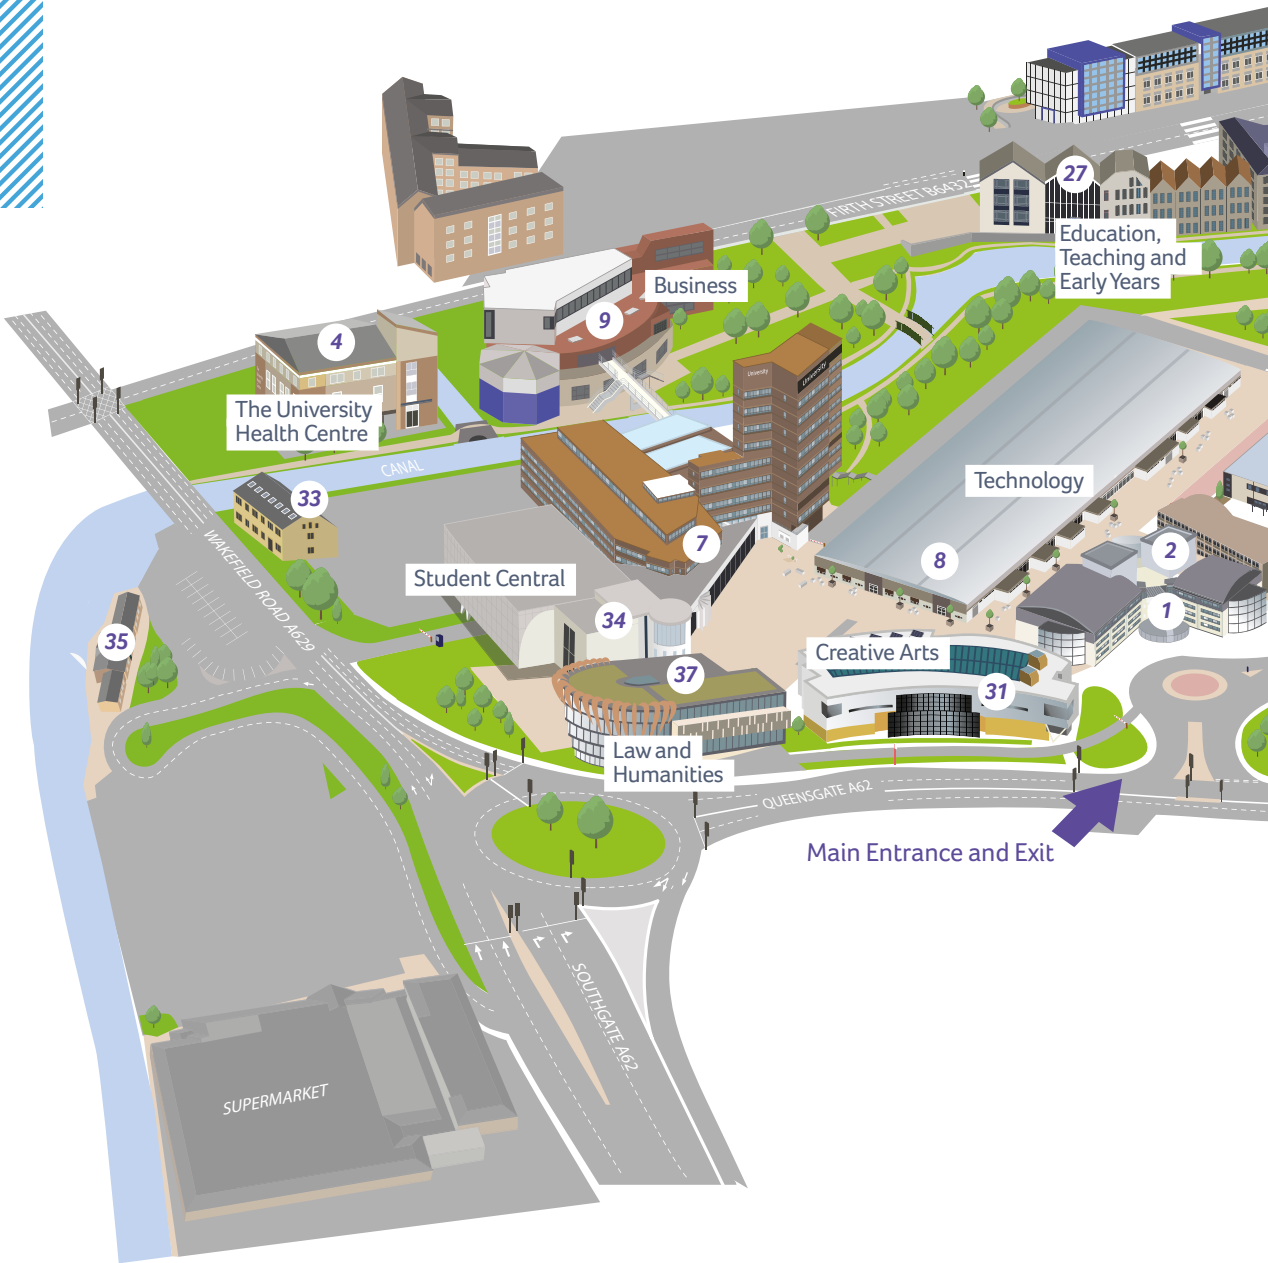 27
FIRTH STREET B6432
Education,
Teaching and
Early Years
Business
9
4
The University
Health Centre
University
University
CANAL
33
Technology
WAKEFIELD ROAD A629
7
2
8
Student Central
34
1
35
Creative Arts
37
31
Law and
Humanities
QUEENSGATE A62
Main Entrance and Exit
SOUTHGATE A62
SUPERMARKET